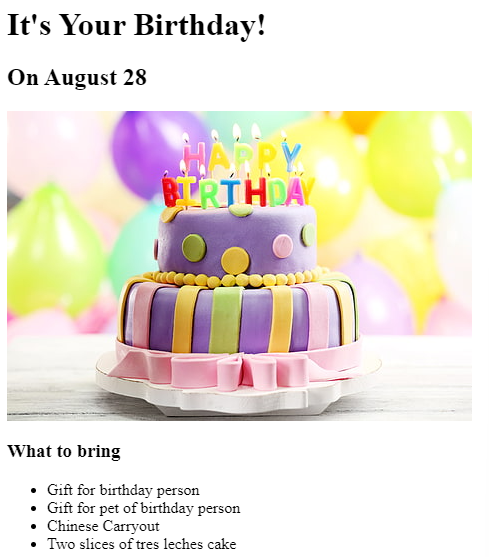 It's Your Birthday!
On August 28
HAPPY
BIRTHDAY
What to bring
Gift for birthday person
Gift for pet of birthday person
Chinese Carryout
Two slices of tres leches cake